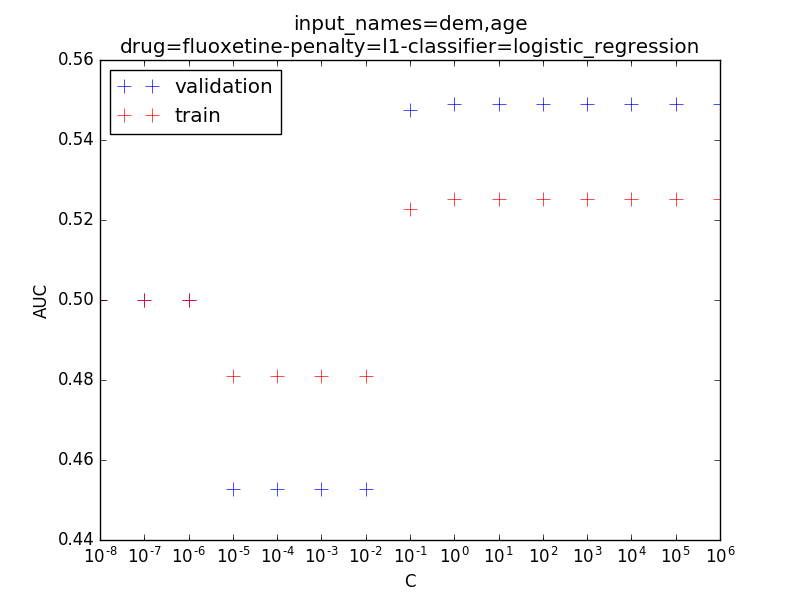 input_names=dem,age
drug=fluoxetine-penalty=l1-classifier=logistic_regression
0.56
validation
train
0.54
0.52
0.50
AUC
0.48
0.46
0.44
10⁻⁸ 10⁻⁷ 10⁻⁶ 10⁻⁵ 10⁻⁴ 10⁻³ 10⁻² 10⁻¹ 10⁰ 10¹ 10² 10³ 10⁴ 10⁵ 10⁶
C